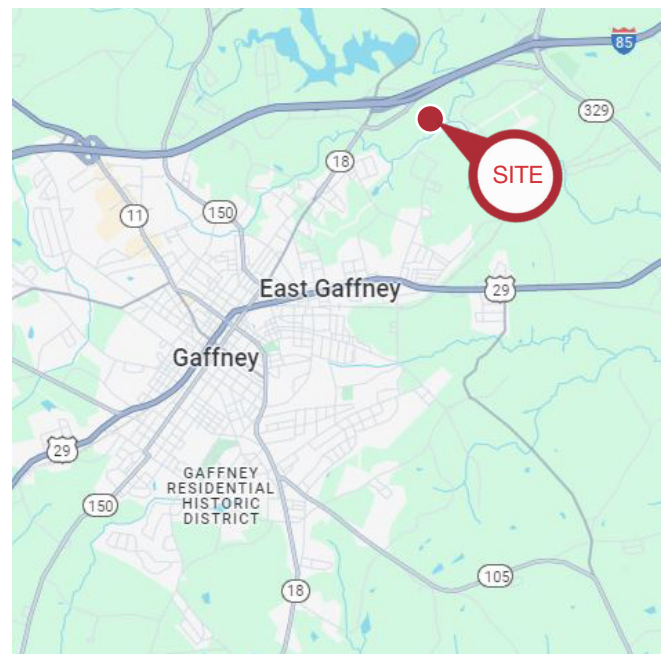 85
329
SITE
18
150
11
East Gaffney
29
Gaffney
29
GAFFNEY
RESIDENTIAL
HISTORIC
DISTRICT
150
105
18